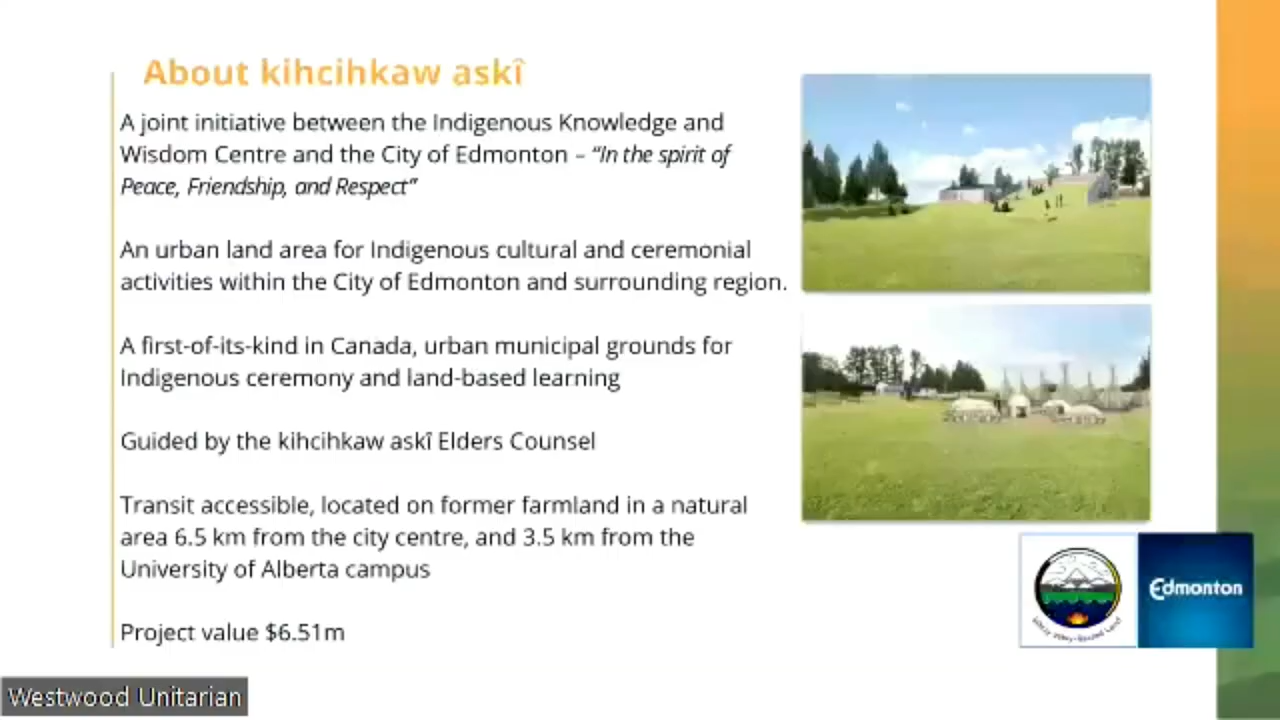 About kihcihkaw askî
A joint initiative between the Indigenous Knowledge and
Wisdom Centre and the City of Edmonton – “In the spirit of
Peace, Friendship, and Respect”
An urban land area for Indigenous cultural and ceremonial
activities within the City of Edmonton and surrounding region.
A first-of-its-kind in Canada, urban municipal grounds for
Indigenous ceremony and land-based learning
Guided by the kihcihkaw askî Elders Counsel
Transit accessible, located on former farmland in a natural
area 6.5 km from the city centre, and 3.5 km from the
University of Alberta campus
Project value $6.51m
Edmonton
Westwood Unitarian